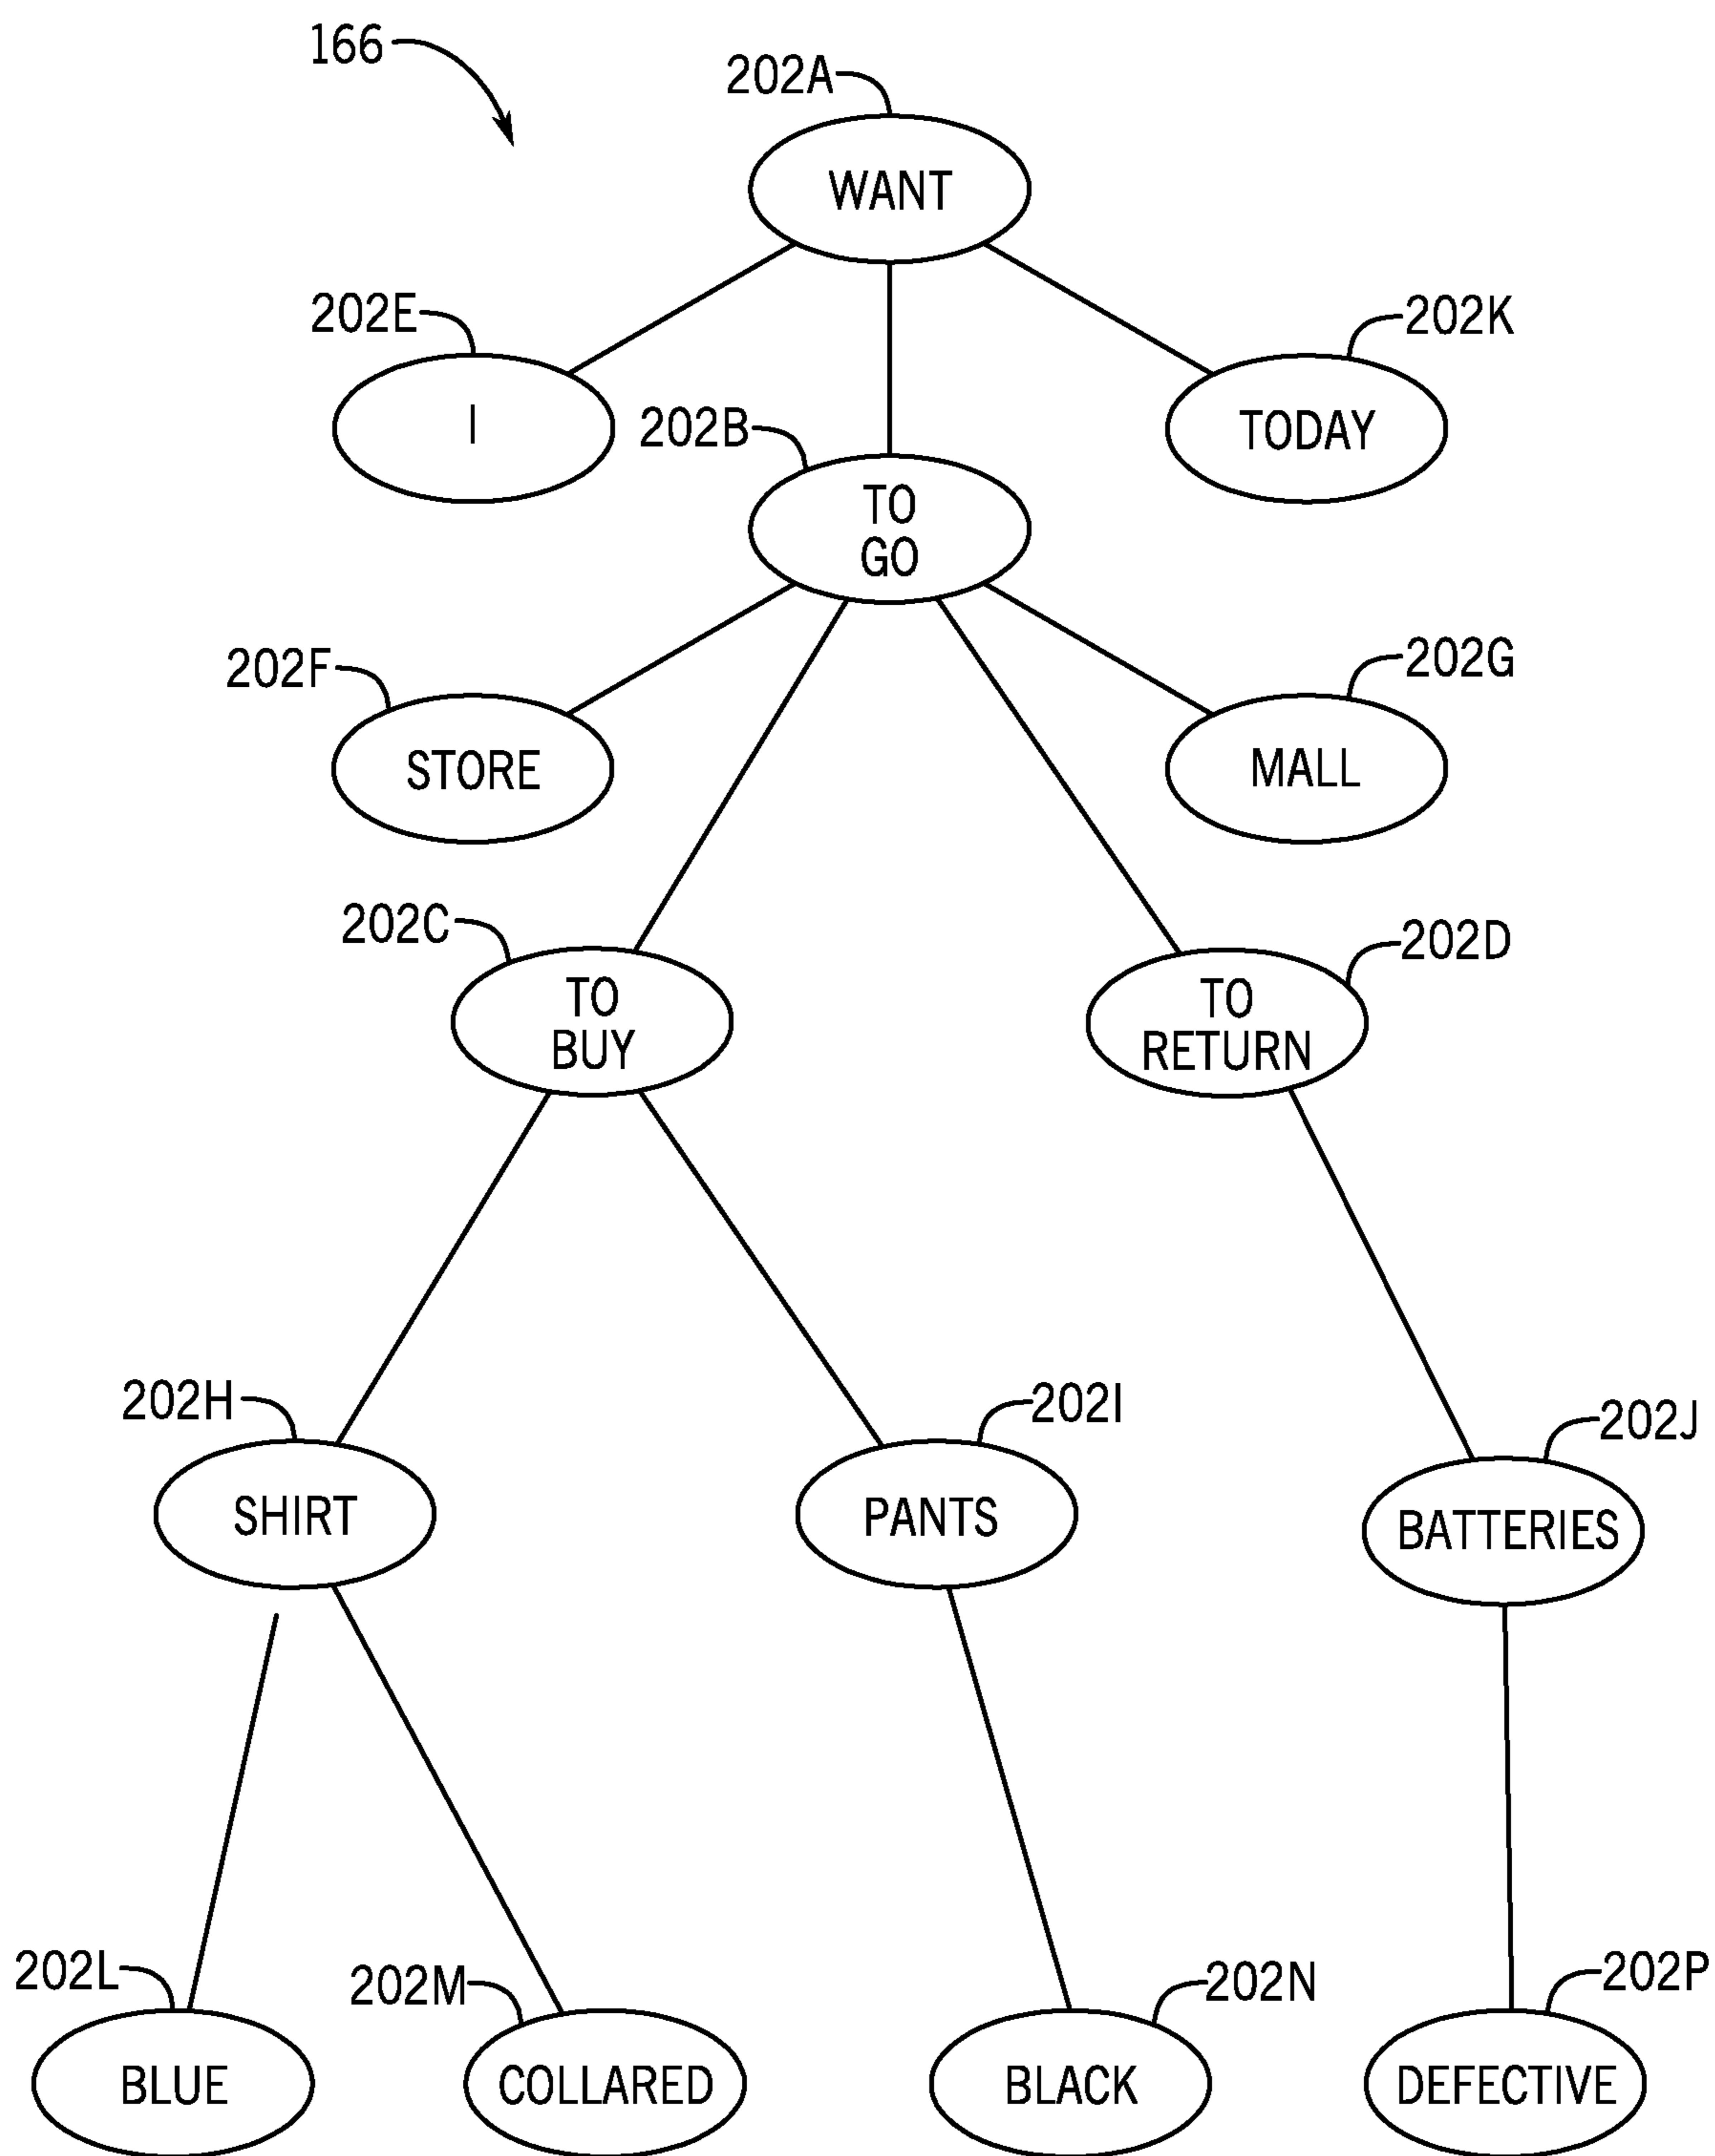 166
202A
WANT
202E
202K
I
202B
TODAY
TO
GO
202F
202G
STORE
MALL
202C
202D
TO
BUY
TO
RETURN
202H
202I
202J
SHIRT
PANTS
BATTERIES
202L
202M
202N
202P
BLUE
COLLARED
BLACK
DEFECTIVE